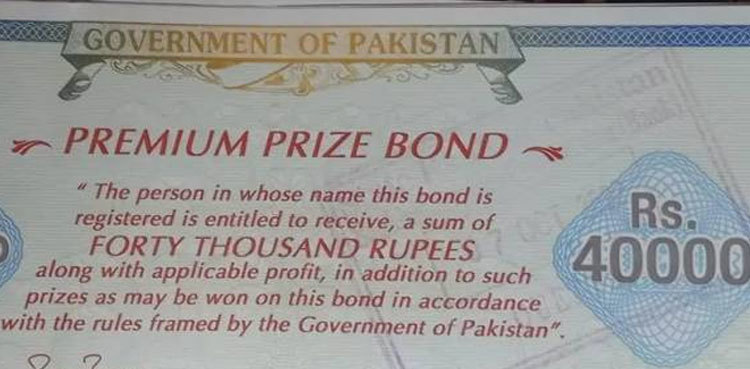 GOVERNMENT OF PAKISTAN
PREMIUM PRIZE BOND
“ The person in whose name this bond is
registered is entitled to receive, a sum of
FORTY THOUSAND RUPEES
along with applicable profit, in addition to such
prizes as may be won on this bond in accordance
with the rules framed by the Government of Pakistan”.
Rs.
40000